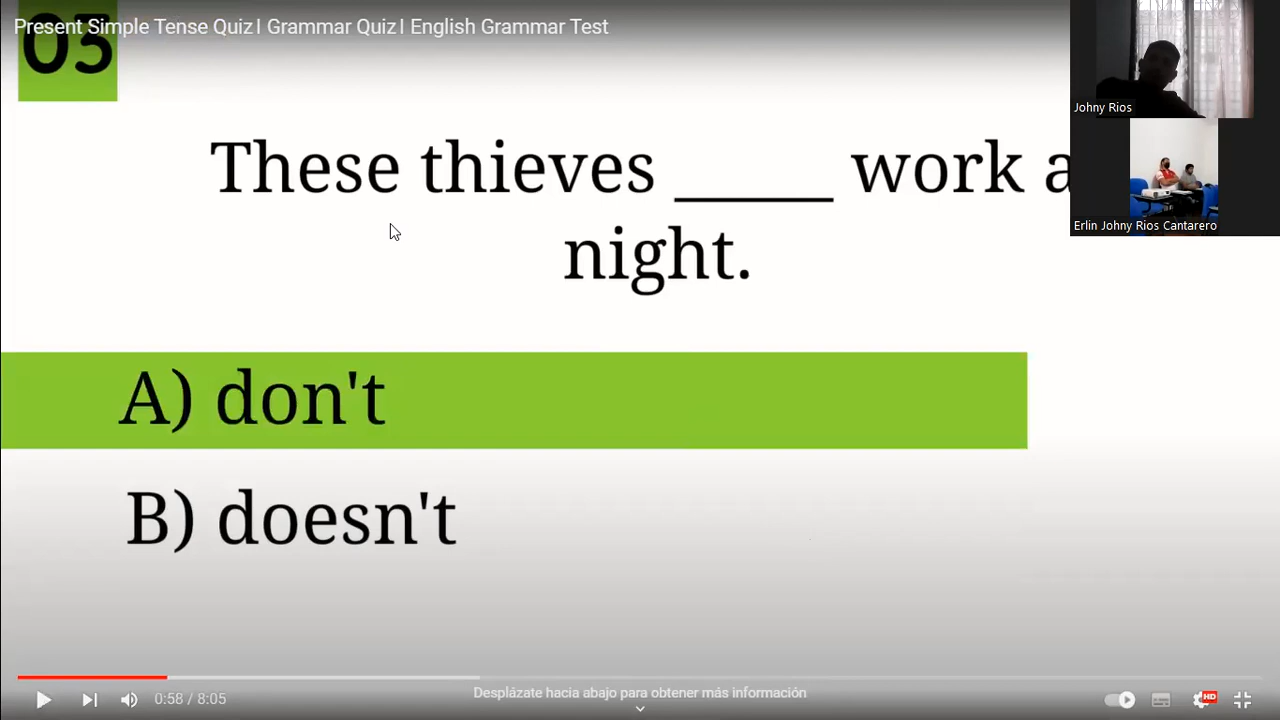 Present Simple Tense Quiz I Grammar Quiz I English Grammar Test
03
These thieves _____ work a
night.
A) don't
B) doesn't
Johny Rios
Erlin Johny Rios Cantarero
0:58 / 8:05
Desplázate hacia abajo para obtener más información
HD